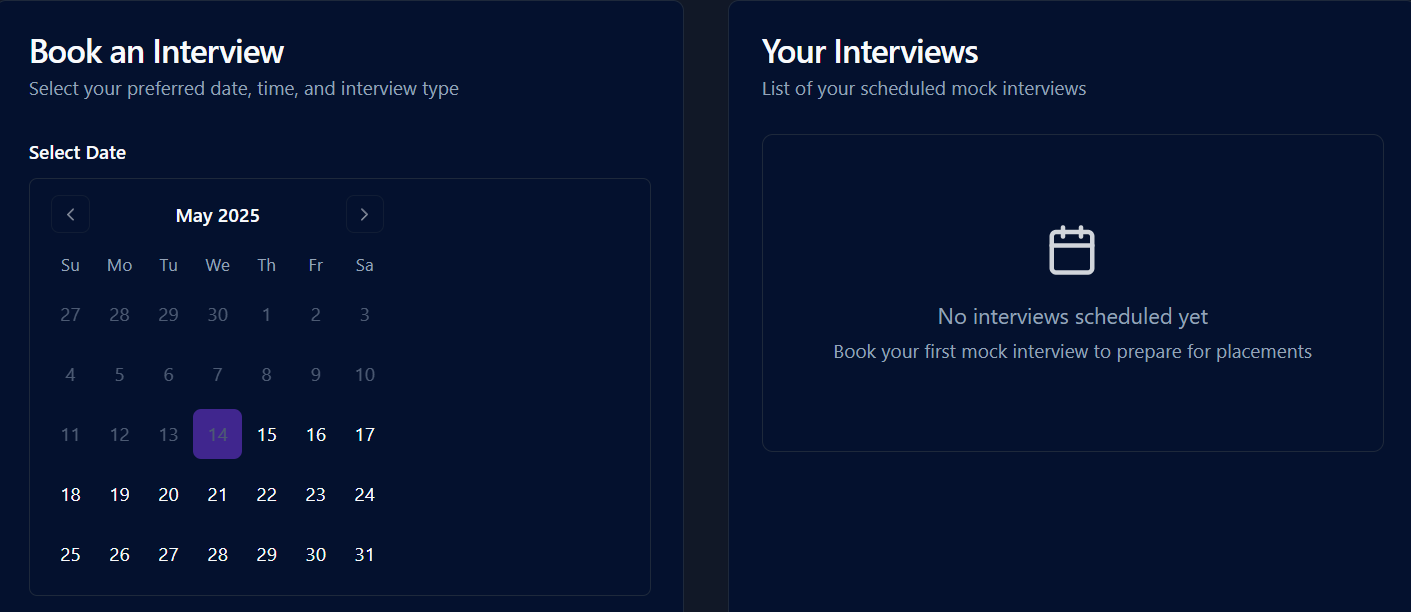 Book an Interview
Select your preferred date, time, and interview type
Select Date
May 2025
Su Mo Tu We Th Fr Sa
27 28 29 30 1 2 3
4 5 6 7 8 9 10
11 12 13 14 15 16 17
18 19 20 21 22 23 24
25 26 27 28 29 30 31
Your Interviews
List of your scheduled mock interviews
No interviews scheduled yet
Book your first mock interview to prepare for placements